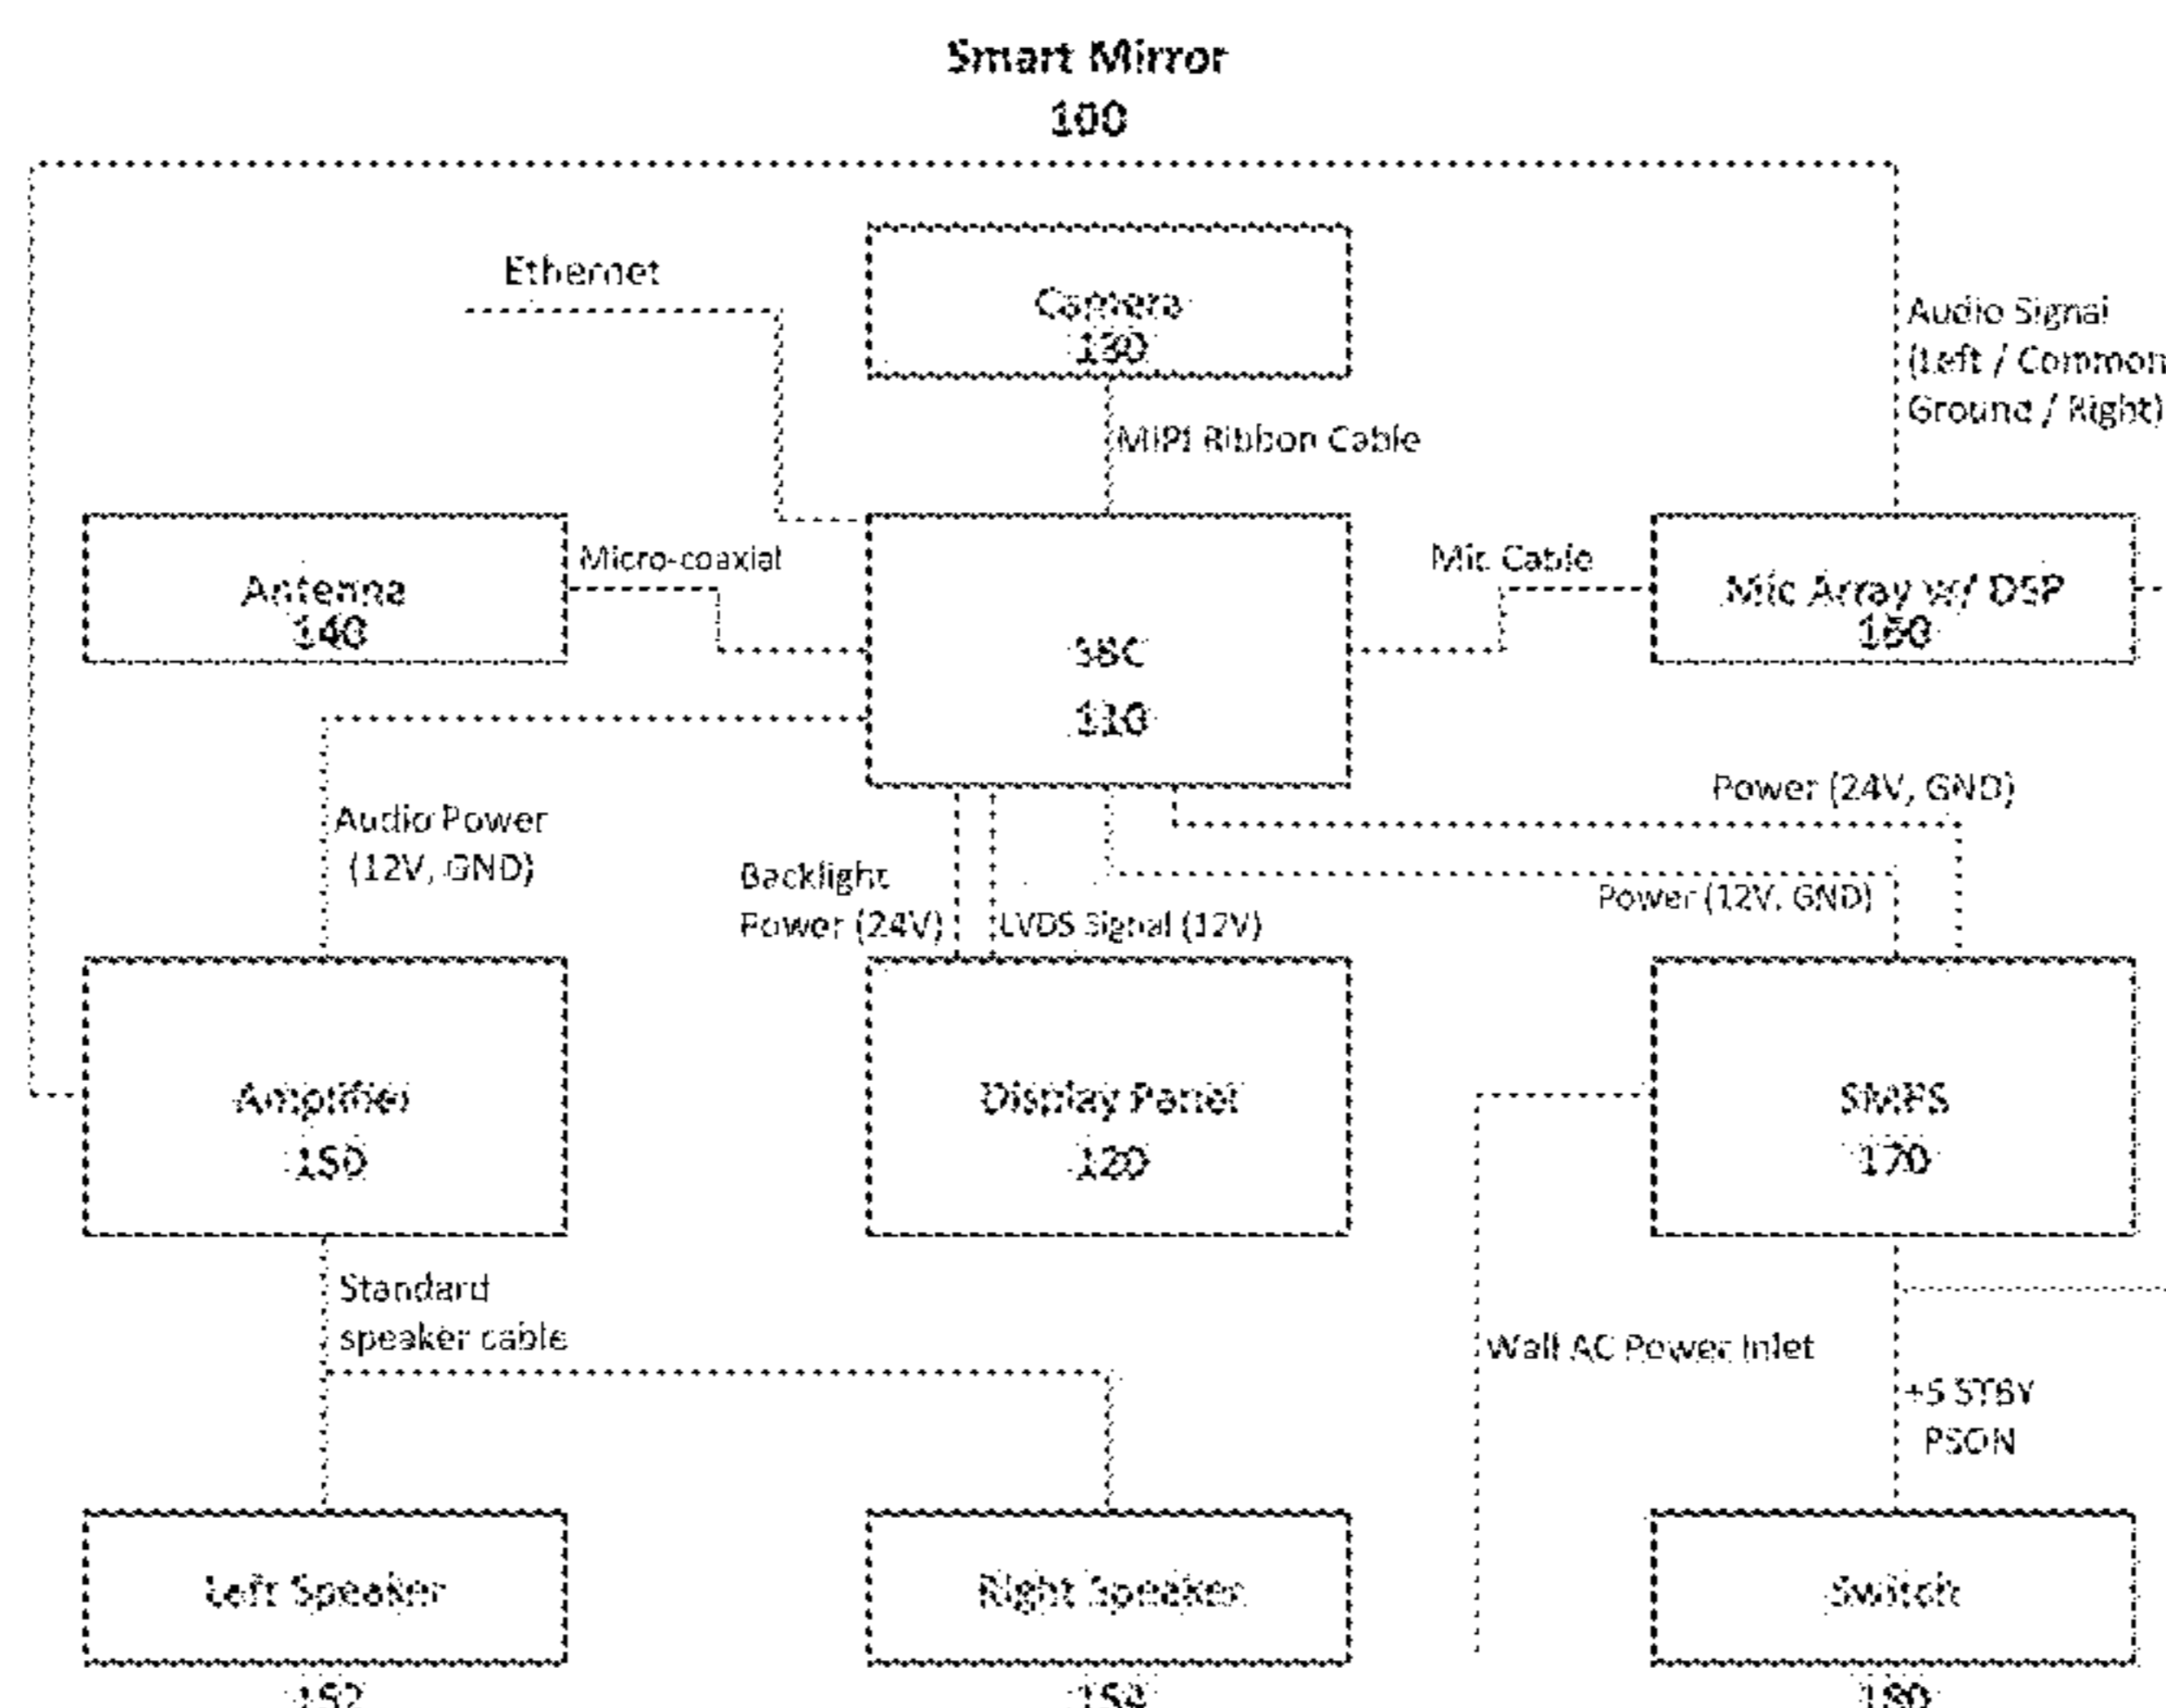 Smart Mirror
100
Ethernet
Camera
130
Audio Signal
(Left / Common
Ground / Right)
MIPI Ribbon Cable
Antenna
140
Micro-coaxial
SBC
110
Mic Cable
Mic Array w/ DSP
160
Audio Power
(12V, GND)
Backlight
Power (24V)
LVDS Signal (12V)
Power (24V, GND)
Power (12V, GND)
Amplifier
150
Display Panel
120
SMPS
170
Standard
speaker cable
Wall AC Power Inlet
+5 STBY
PSON
Left Speaker
152
Right Speaker
154
Switch
180